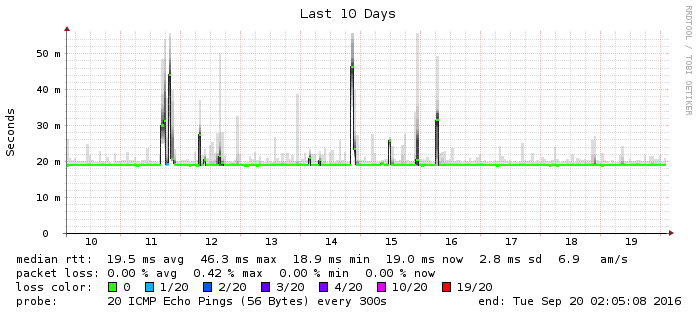 Last 10 Days
RRDTOOL / TOBI OETIKER
Seconds
50 m
40 m
30 m
20 m
10 m
0
10 11 12 13 14 15 16 17 18 19
median rtt: 19.5 ms avg 46.3 ms max 18.9 ms min 19.0 ms now 2.8 ms sd 6.9 am/s
packet loss: 0.00 % avg 0.42 % max 0.00 % min 0.00 % now
loss color: 0 1/20 2/20 3/20 4/20 10/20 19/20
probe: 20 ICMP Echo Pings (56 Bytes) every 300s end: Tue Sep 20 02:05:08 2016